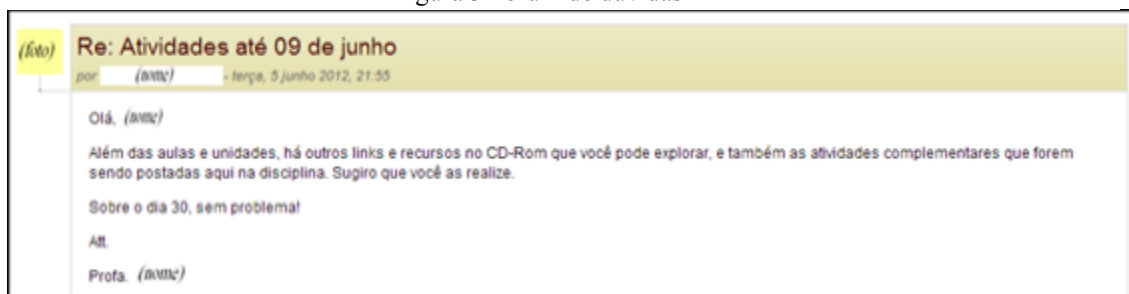 (foto)
Re: Atividades até 09 de junho
por (nome) - terça, 5 junho 2012, 21:55
Olá, (nome)
Além das aulas e unidades, há outros links e recursos no CD-Rom que você pode explorar, e também as atividades complementares que forem
sendo postadas aqui na disciplina. Sugiro que você as realize.
Sobre o dia 30, sem problema!
Att.
Profa. (nome)